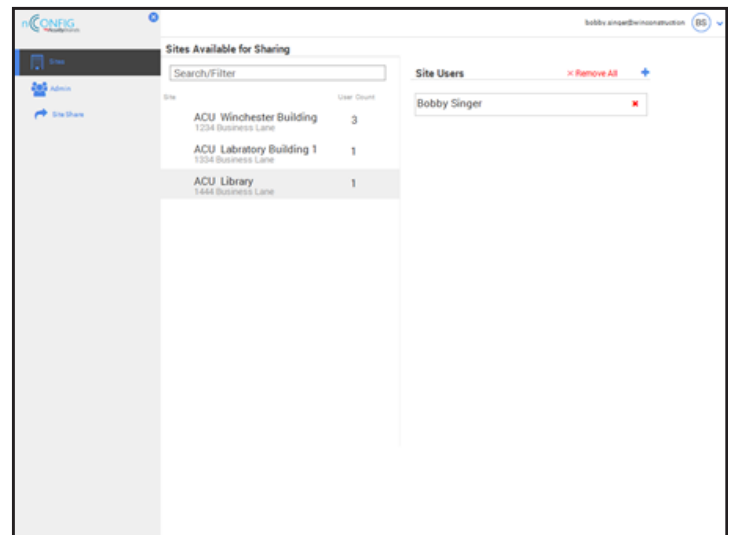 nCONFIG
bobby.singer@winconstruction BS
Sites
Admin
Site Share
Sites Available for Sharing
Search/Filter
Site User Count
ACU Winchester Building 3
1234 Business Lane
ACU Labratory Building 1 1
1334 Business Lane
ACU Library 1
1444 Business Lane
Site Users × Remove All +
Bobby Singer ×